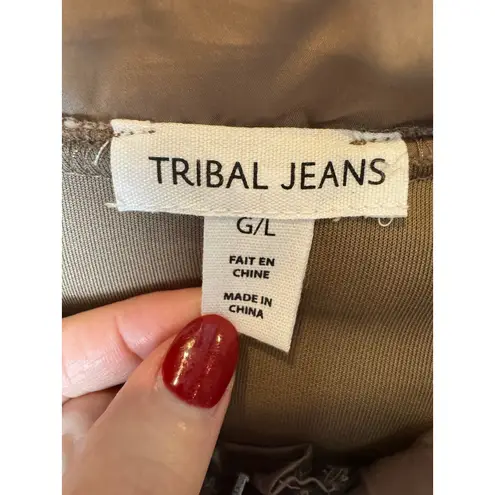 TRIBAL JEANS
G/L
FAIT EN
CHINE
MADE IN
CHINA